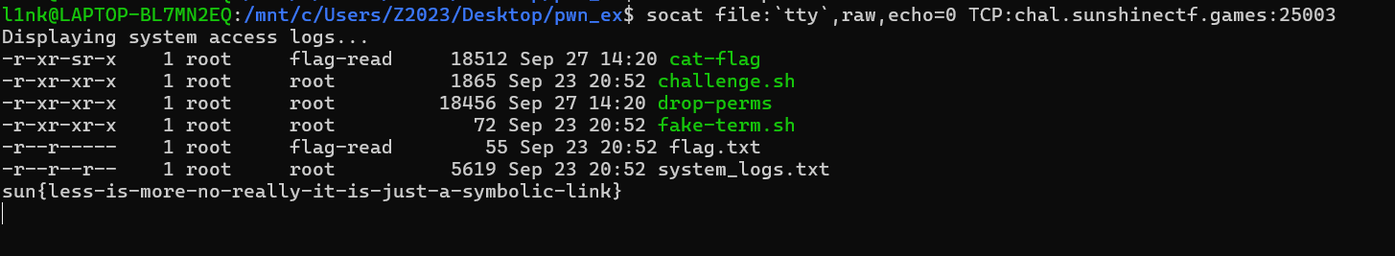 l1nk@LAPTOP-BL7MN2EQ:/mnt/c/Users/Z2023/Desktop/pwn_ex$ socat file:`tty`,raw,echo=0 TCP:chal.sunshinectf.games:25003
Displaying system access logs...
-r-xr-sr-x    1 root     flag-read     18512 Sep 27 14:20 cat-flag
-r-xr-xr-x    1 root     root           1865 Sep 23 20:52 challenge.sh
-r-xr-xr-x    1 root     root          18456 Sep 27 14:20 drop-perms
-r-xr-xr-x    1 root     root             72 Sep 23 20:52 fake-term.sh
-r--r-----    1 root     flag-read        55 Sep 23 20:52 flag.txt
-r--r--r--    1 root     root           5619 Sep 23 20:52 system_logs.txt
sun{less-is-more-no-really-it-is-just-a-symbolic-link}